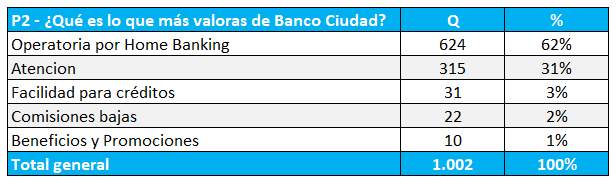 P2 - ¿Qué es lo que más valoras de Banco Ciudad? Q %
Operatoria por Home Banking 624 62%
Atencion 315 31%
Facilidad para créditos 31 3%
Comisiones bajas 22 2%
Beneficios y Promociones 10 1%
Total general 1.002 100%